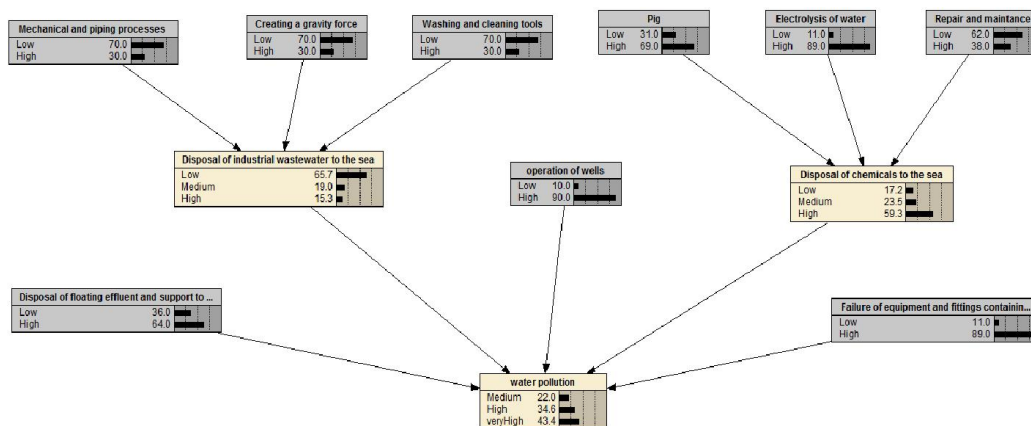 Mechanical and piping processes
Low 70.0
High 30.0
Creating a gravity force
Low 70.0
High 30.0
Washing and cleaning tools
Low 70.0
High 30.0
Pig
Low 31.0
High 69.0
Electrolysis of water
Low 11.0
High 89.0
Repair and maintance
Low 62.0
High 38.0
Disposal of industrial wastewater to the sea
Low 65.7
Medium 19.0
High 15.3
operation of wells
Low 10.0
High 90.0
Disposal of chemicals to the sea
Low 17.2
Medium 23.5
High 59.3
Disposal of floating effluent and support to ...
Low 36.0
High 64.0
Failure of equipment and fittings containin...
Low 11.0
High 89.0
water pollution
Medium 22.0
High 34.6
veryHigh 43.4